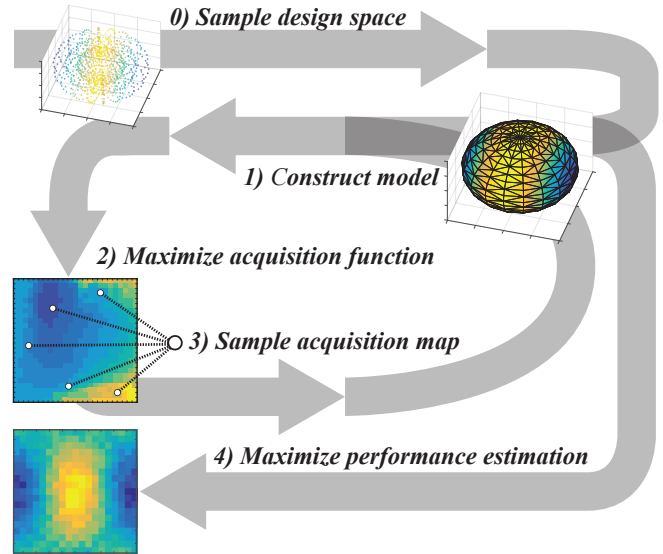 0) Sample design space
1) Construct model
2) Maximize acquisition function
3) Sample acquisition map
4) Maximize performance estimation